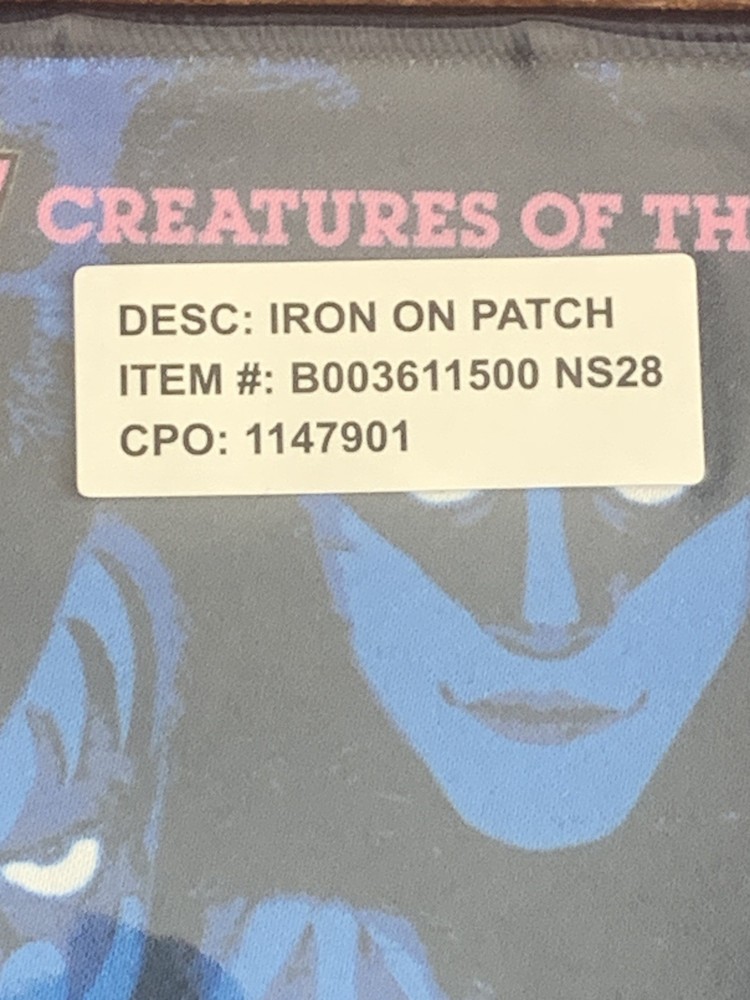 CREATURES OF TH
DESC: IRON ON PATCH
ITEM #: B003611500 NS28
CPO: 1147901